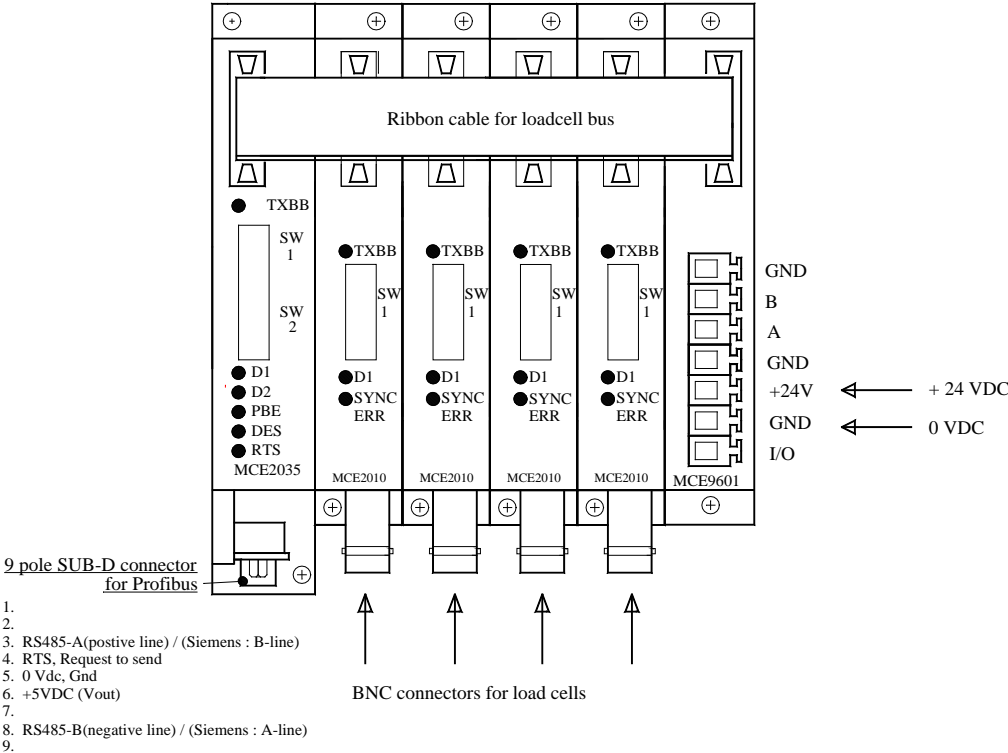 Ribbon cable for loadcell bus
TXBB
SW
1
SW
2
D1
D2
PBE
DES
RTS
MCE2035
TXBB
SW
1
D1
SYNC
ERR
MCE2010
TXBB
SW
1
D1
SYNC
ERR
MCE2010
TXBB
SW
1
D1
SYNC
ERR
MCE2010
TXBB
SW
1
D1
SYNC
ERR
MCE2010
GND
B
A
GND
+24V
GND
I/O
MCE9601
+ 24 VDC
0 VDC
9 pole SUB-D connector
for Profibus
1.
2.
3. RS485-A(postive line) / (Siemens : B-line)
4. RTS, Request to send
5. 0 Vdc, Gnd
6. +5VDC (Vout)
7.
8. RS485-B(negative line) / (Siemens : A-line)
9.
BNC connectors for load cells